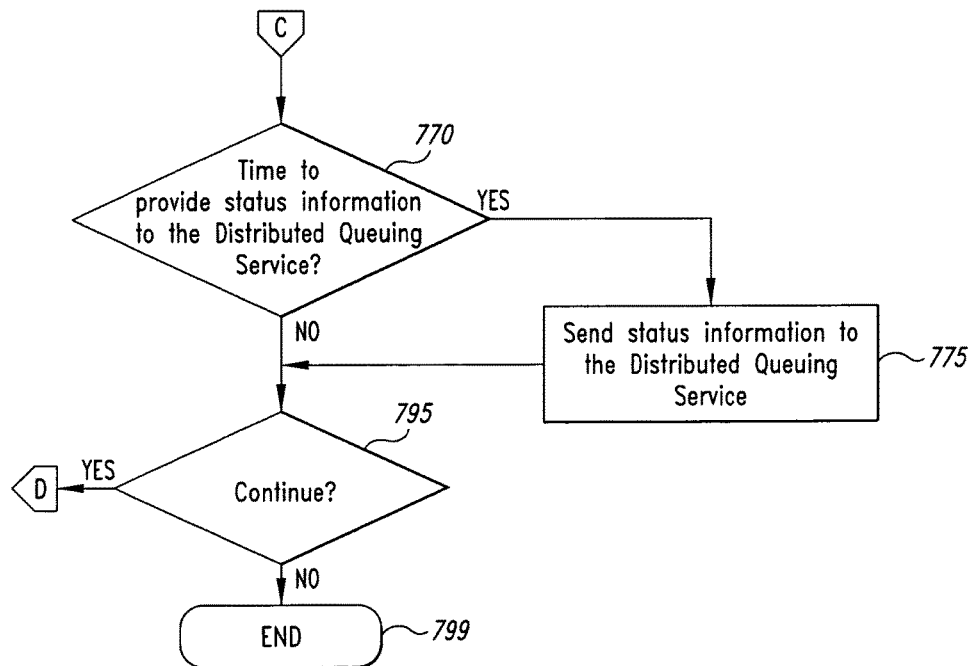 C
770
Time to
provide status information
to the Distributed Queuing
Service?
YES
NO
Send status information to
the Distributed Queuing
Service
775
795
Continue?
YES
D
NO
END
799